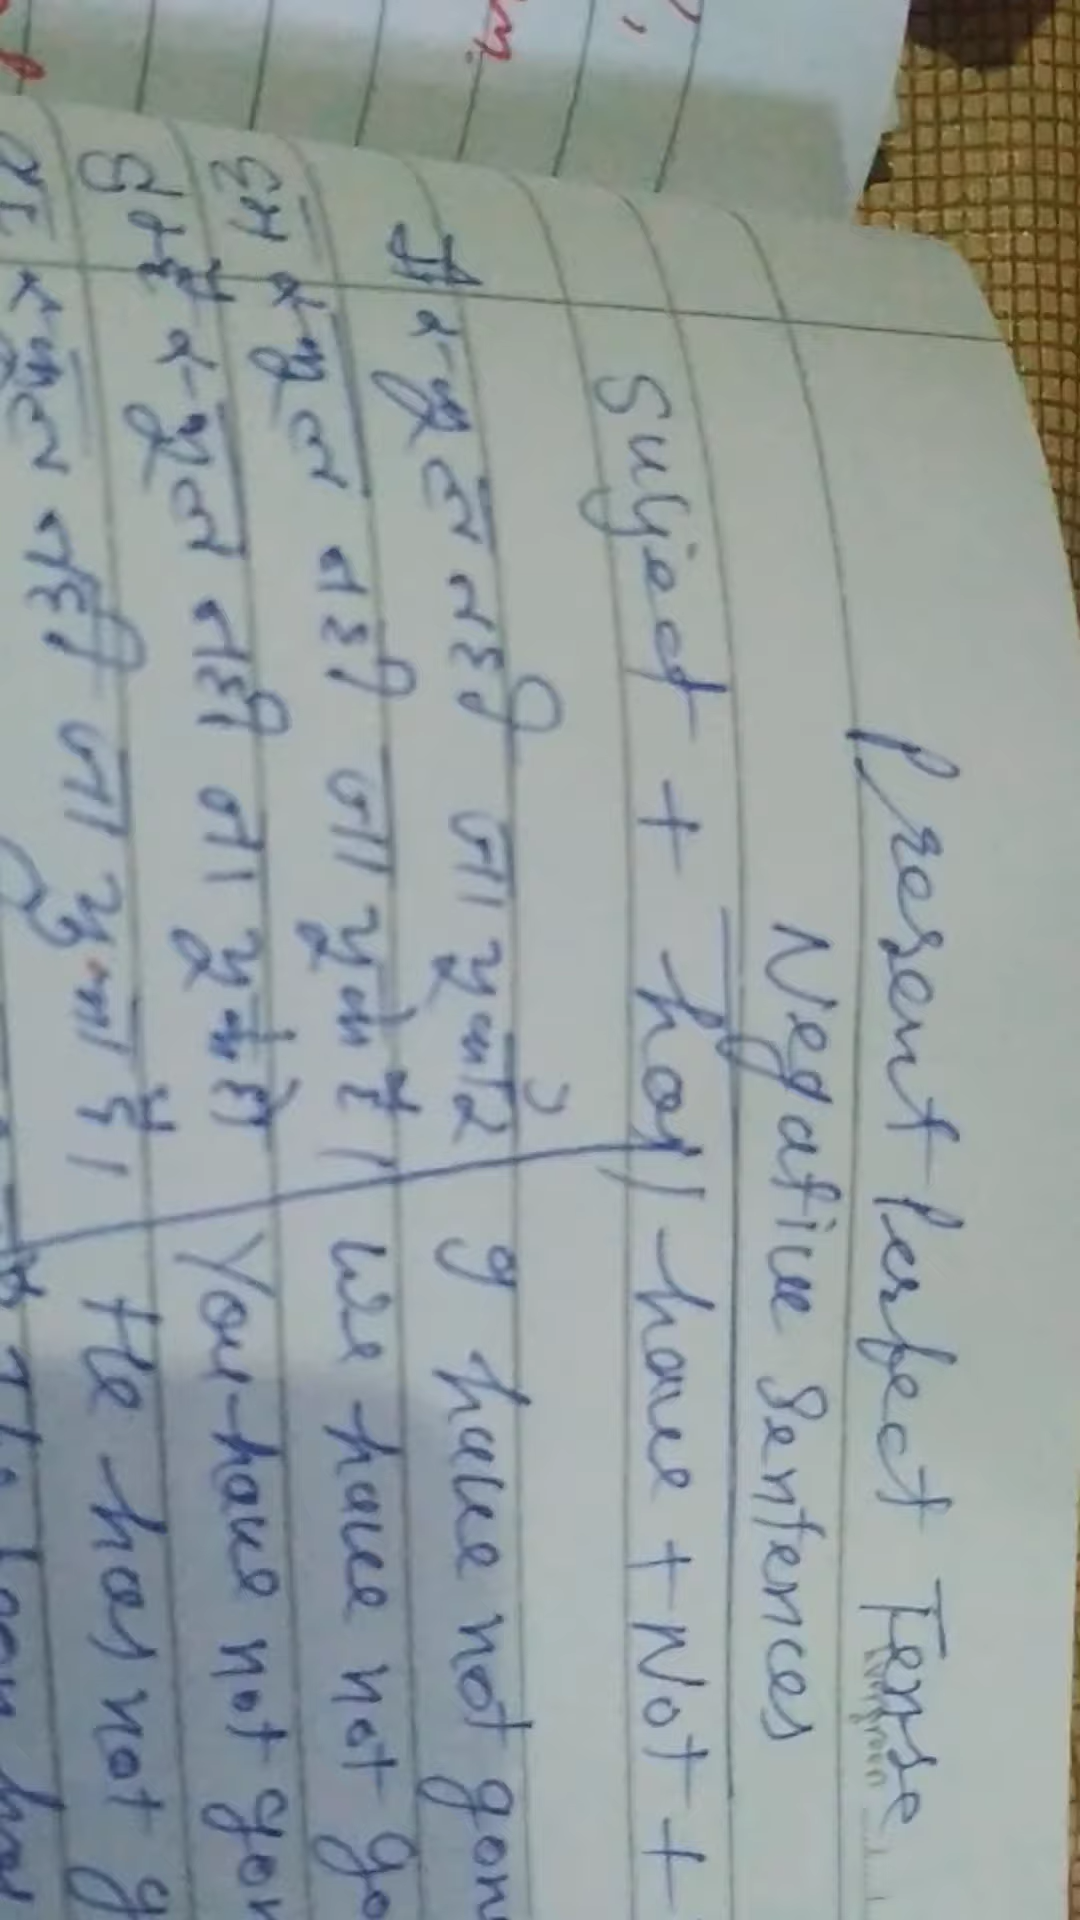 Present Perfect Tense
Negative Sentences
Subject + has/have + Not +
मैं स्कूल नहीं जा चुका I have not gon
हम स्कूल नही जा चुके हैं। We have not go
तुम स्कूल नही जा चुके हो You have not gon
वह स्कूल नही जा चुका है। He has not g